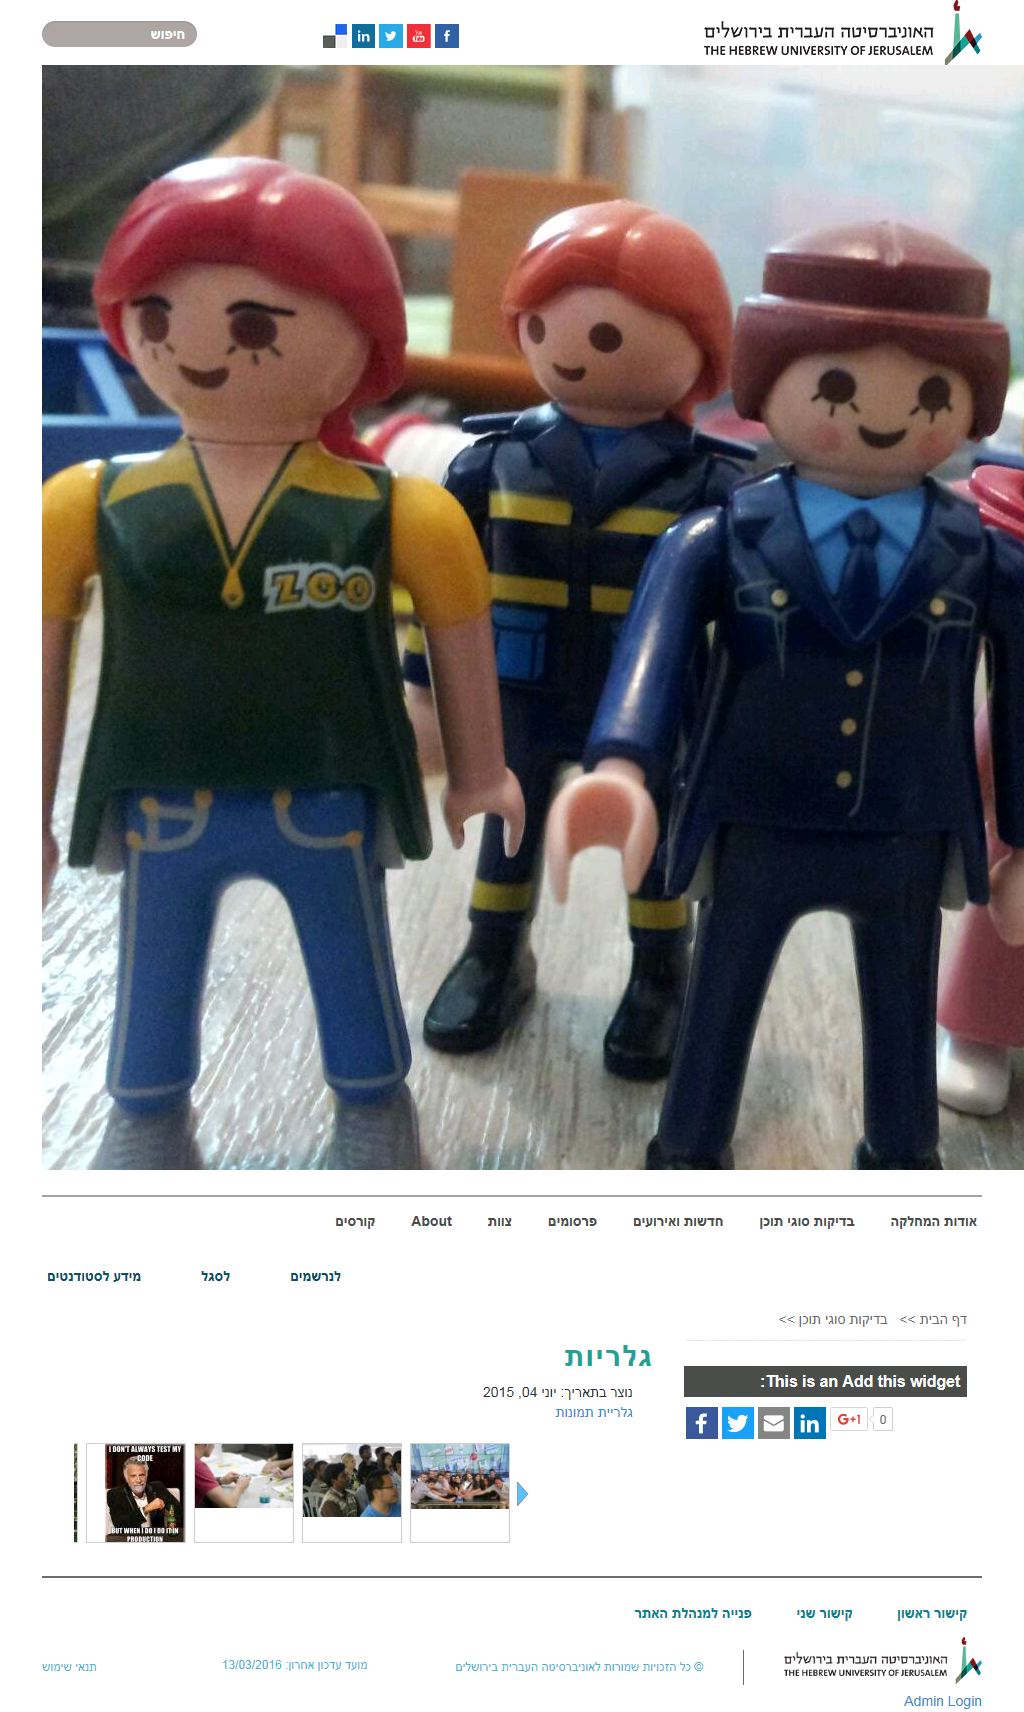 האוניברסיטה העברית בירושלים
THE HEBREW UNIVERSITY OF JERUSALEM
חיפוש
ZOO
אודות המחלקה
בדיקות סוגי תוכן
חדשות ואירועים
פרסומים
צוות
About
קורסים
לנרשמים
לסגל
מידע לסטודנטים
דף הבית >> בדיקות סוגי תוכן >>
This is an Add this widget:
G+1 0
גלריות
נוצר בתאריך: יוני 04, 2015
גלריית תמונות
I DON'T ALWAYS TEST MY
CODE
BUT WHEN I DO I DO IT IN
PRODUCTION
קישור ראשון
קישור שני
פנייה למנהלת האתר
האוניברסיטה העברית בירושלים
THE HEBREW UNIVERSITY OF JERUSALEM
© כל הזכויות שמורות לאוניברסיטה העברית בירושלים
מועד עדכון אחרון: 13/03/2016
תנאי שימוש
Admin Login